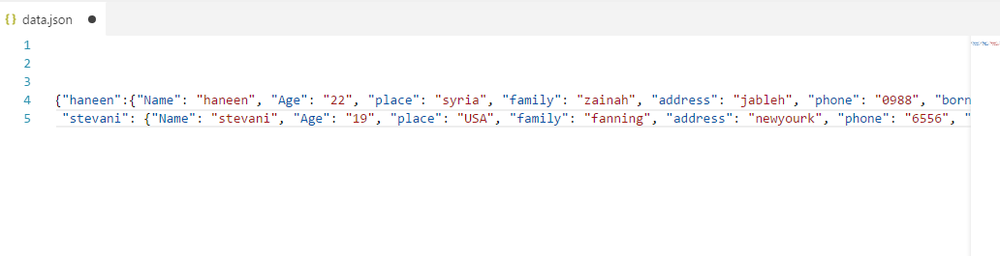 {} data.json ●
1
2
3
4 {"haneen":{"Name": "haneen", "Age": "22", "place": "syria", "family": "zainah", "address": "jableh", "phone": "0988", "born
5 "stevani": {"Name": "stevani", "Age": "19", "place": "USA", "family": "fanning", "address": "newyourk", "phone": "6556", "